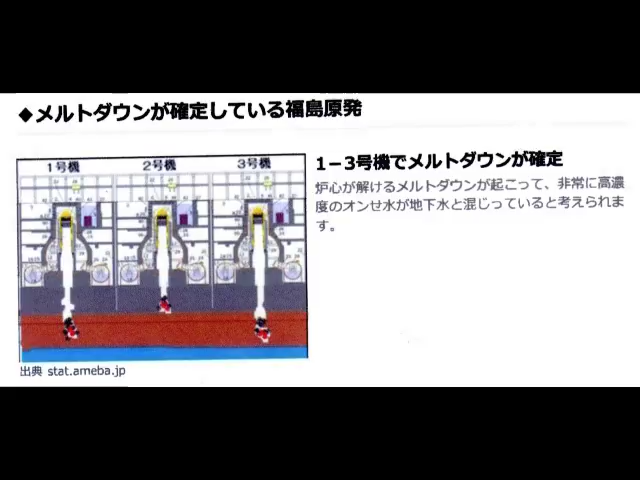 ◆メルトダウンが確定している福島原発
1号機 2号機 3号機
1－3号機でメルトダウンが確定
炉心が解けるメルトダウンが起こって、非常に高濃
度のオンせ水が地下水と混じっていると考えられま
す。
出典 stat.ameba.jp